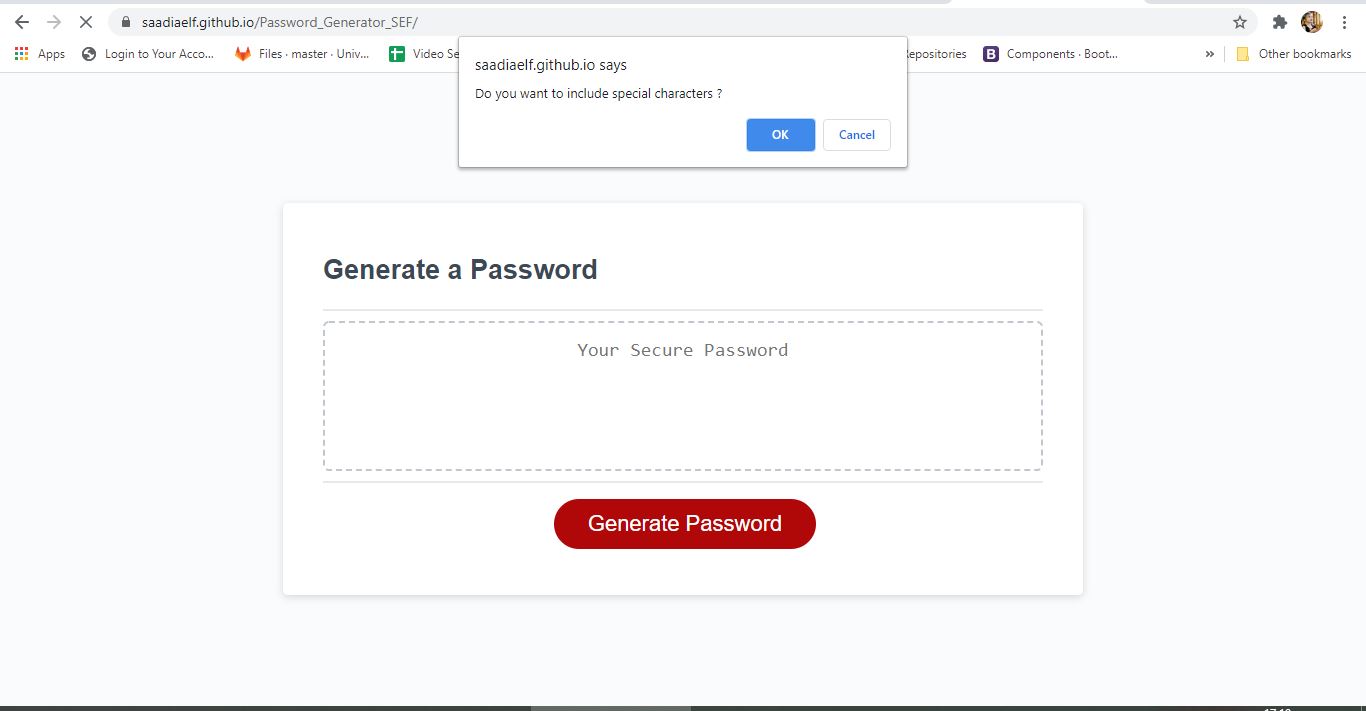 saadiaelf.github.io/Password_Generator_SEF/
Apps Login to Your Acco... Files · master · Univ... Video Se Repositories Components · Boot... » Other bookmarks
saadiaelf.github.io says
Do you want to include special characters ?
OK Cancel
Generate a Password
Your Secure Password
Generate Password